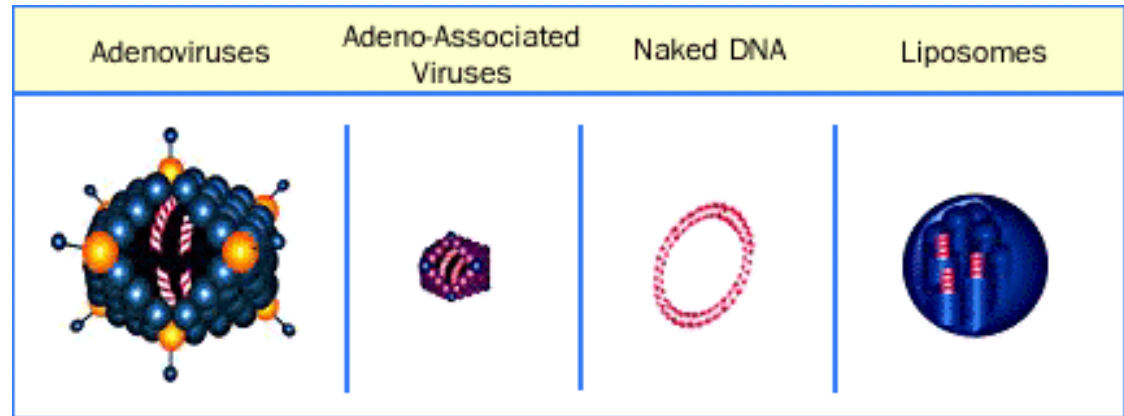 Adenoviruses
Adeno-Associated
Viruses
Naked DNA
Liposomes